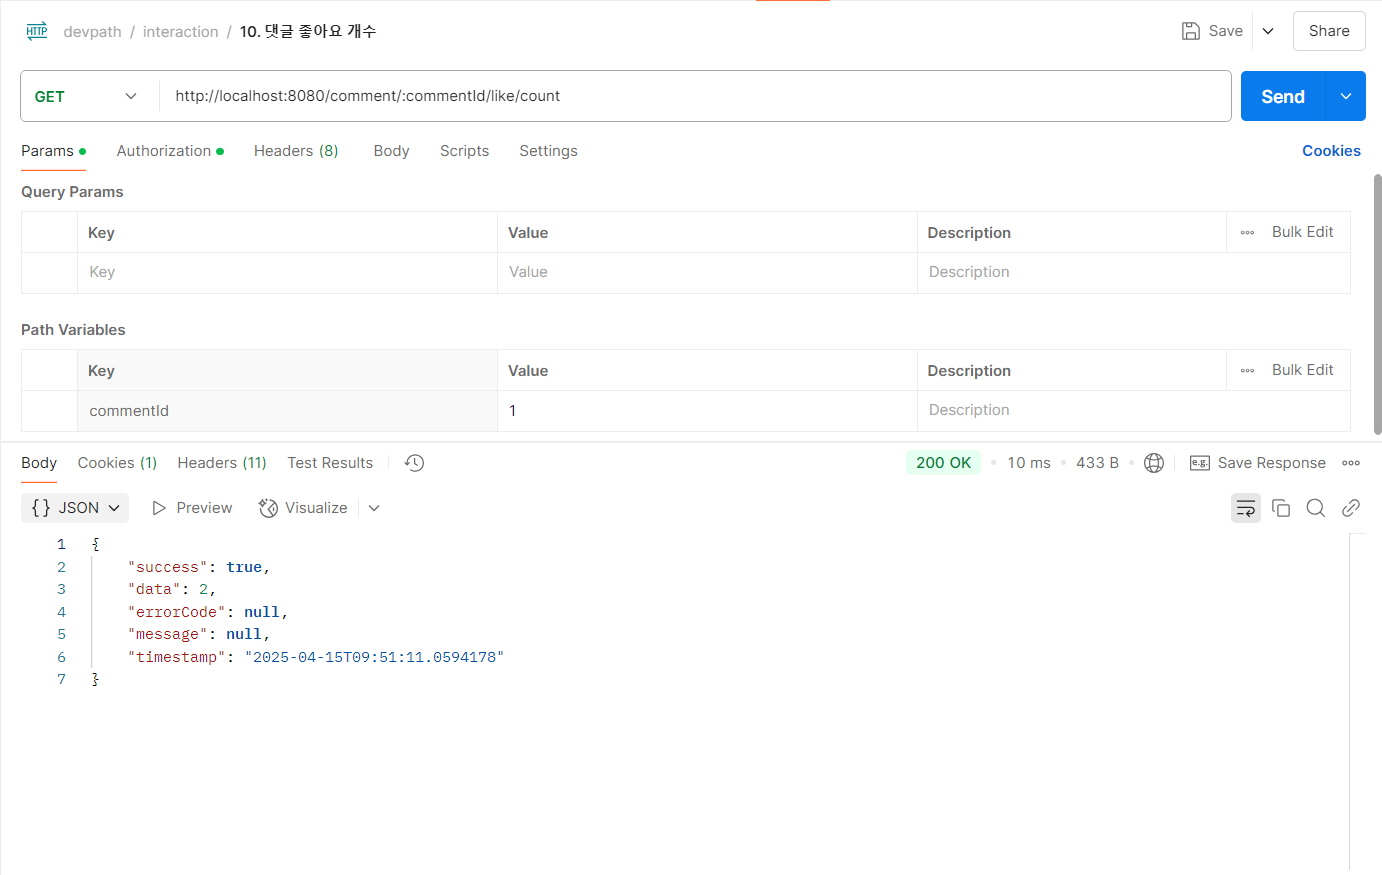 HTTP devpath / interaction / 10. 댓글 좋아요 개수 Save Share
GET http://localhost:8080/comment/:commentId/like/count Send
Params Authorization Headers (8) Body Scripts Settings Cookies
Query Params
Key Value Description Bulk Edit
Key Value Description
Path Variables
Key Value Description Bulk Edit
commentId 1 Description
Body Cookies (1) Headers (11) Test Results 200 OK 10 ms 433 B e.g. Save Response
{} JSON Preview Visualize
1 {
2 "success": true,
3 "data": 2,
4 "errorCode": null,
5 "message": null,
6 "timestamp": "2025-04-15T09:51:11.0594178"
7 }